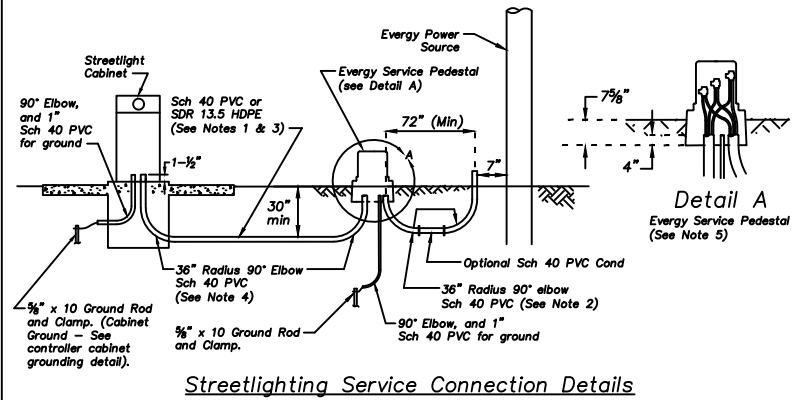 Streetlight
Cabinet
90° Elbow,
and 1"
Sch 40 PVC
for ground
Sch 40 PVC or
SDR 13.5 HDPE
(See Notes 1 & 3)
1-½"
Evergy Service Pedestal
(see Detail A)
Evergy Power
Source
72" (Min)
A
7"
30"
min
7⅝"
4"
Detail A
Evergy Service Pedestal
(See Note 5)
36" Radius 90° Elbow
Sch 40 PVC
(See Note 4)
Optional Sch 40 PVC Cond
36" Radius 90° elbow
Sch 40 PVC (See Note 2)
⅝" x 10 Ground Rod
and Clamp. (Cabinet
Ground – See
controller cabinet
grounding detail).
⅝" x 10 Ground Rod
and Clamp.
90° Elbow, and 1"
Sch 40 PVC for ground
Streetlighting Service Connection Details